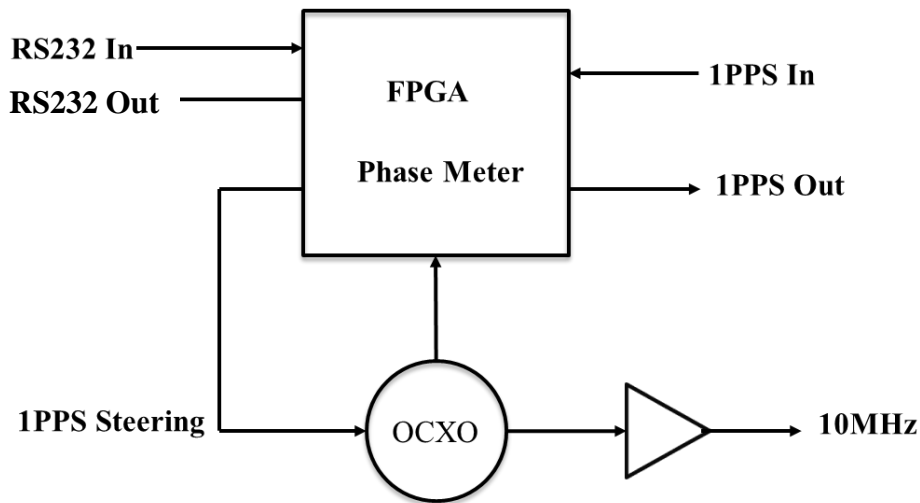 RS232 In
RS232 Out
FPGA
Phase Meter
1PPS In
1PPS Out
1PPS Steering
OCXO
10MHz